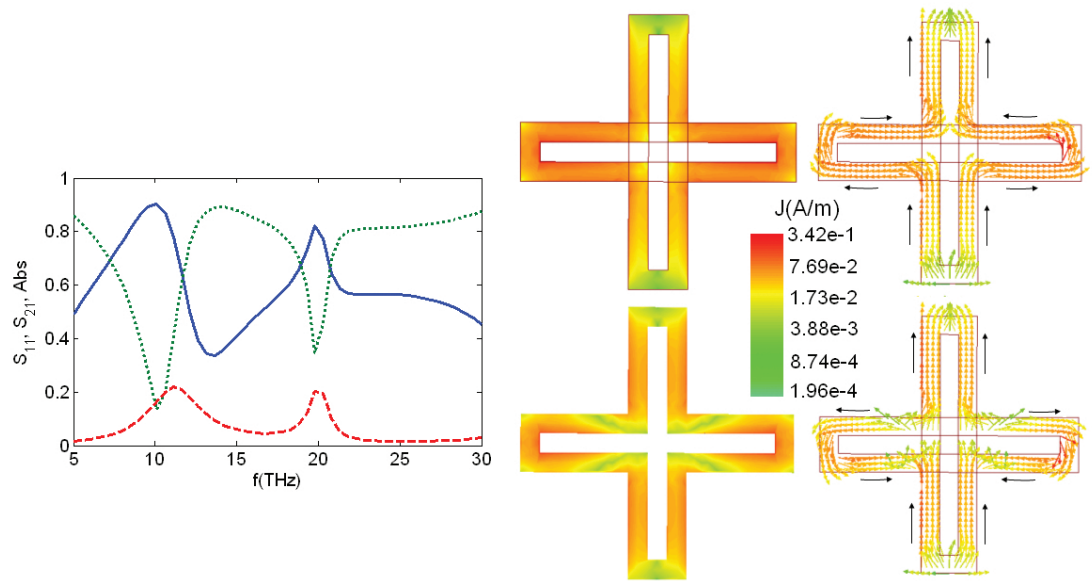 S11, S21, Abs
1
0.8
0.6
0.4
0.2
0
5 10 15 20 25 30
f(THz)
J(A/m)
3.42e-1
7.69e-2
1.73e-2
3.88e-3
8.74e-4
1.96e-4